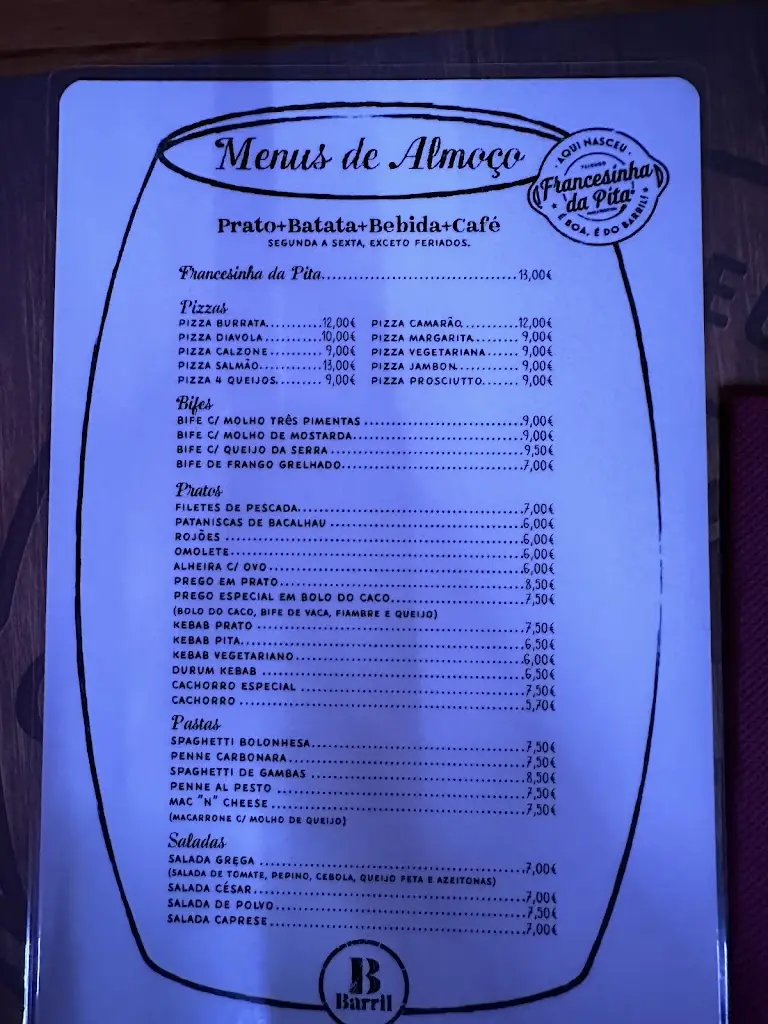 Menus de Almoço
AQUI NASCEU
Francesinha
da Pita
É BOA, É DO BARRIL!
Prato+Batata+Bebida+Café
SEGUNDA A SEXTA, EXCETO FERIADOS.
Francesinha da Pita..................13,00€
Pizzas
PIZZA BURRATA..........12,00€ PIZZA CAMARÃO..........12,00€
PIZZA DIAVOLA..........10,00€ PIZZA MARGARITA........9,00€
PIZZA CALZONE..........9,00€ PIZZA VEGETARIANA......9,00€
PIZZA SALMÃO...........13,00€ PIZZA JAMBON...........9,00€
PIZZA 4 QUEIJOS........9,00€ PIZZA PROSCIUTTO.......9,00€
Bifes
BIFE C/ MOLHO TRÊS PIMENTAS..........9,00€
BIFE C/ MOLHO DE MOSTARDA..........9,00€
BIFE C/ QUEIJO DA SERRA..........9,50€
BIFE DE FRANGO GRELHADO..........7,00€
Pratos
FILETES DE PESCADA..........7,00€
PATANISCAS DE BACALHAU..........6,00€
ROJÕES..........6,00€
OMOLETE..........6,00€
ALHEIRA C/ OVO..........6,00€
PREGO EM PRATO..........8,50€
PREGO ESPECIAL EM BOLO DO CACO..........7,50€
(BOLO DO CACO, BIFE DE VACA, FIAMBRE E QUEIJO)
KEBAB PRATO..........7,50€
KEBAB PITA..........6,50€
KEBAB VEGETARIANO..........6,00€
DURUM KEBAB..........6,50€
CACHORRO ESPECIAL..........7,50€
CACHORRO..........5,70€
Pastas
SPAGHETTI BOLONHESA..........7,50€
PENNE CARBONARA..........7,50€
SPAGHETTI DE GAMBAS..........8,50€
PENNE AL PESTO..........7,50€
MAC "N" CHEESE..........7,50€
(MACARRONE C/ MOLHO DE QUEIJO)
Saladas
SALADA GREGA..........7,00€
(SALADA DE TOMATE, PEPINO, CEBOLA, QUEIJO FETA E AZEITONAS)
SALADA CÉSAR..........7,00€
SALADA DE POLVO..........7,50€
SALADA CAPRESE..........7,00€
B
Barril